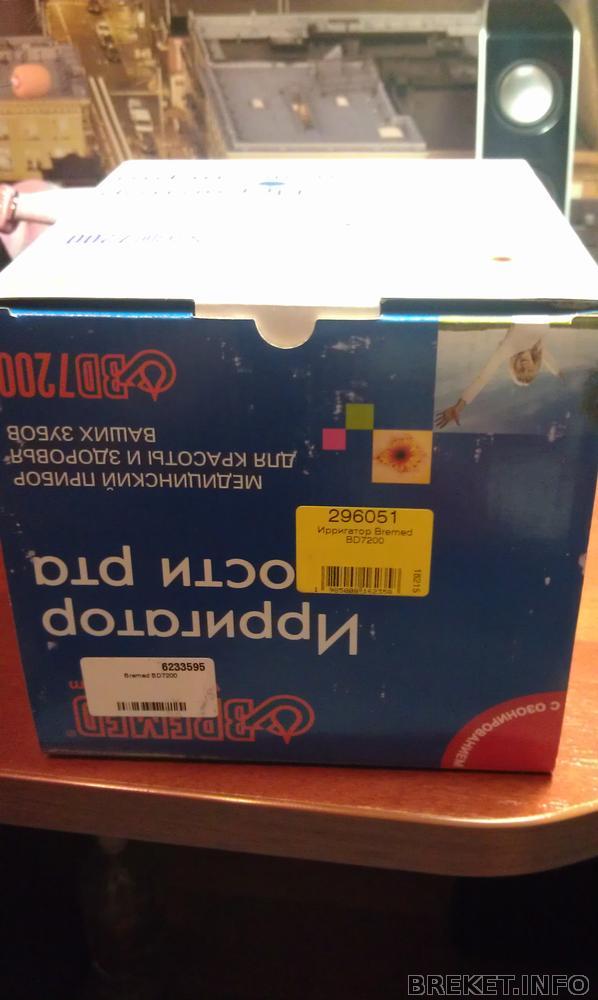 BREMED®
С ОЗОНИРОВАНИЕМ
Ирригатор
ости рта
МЕДИЦИНСКИЙ ПРИБОР
ДЛЯ КРАСОТЫ И ЗДОРОВЬЯ
ВАШИХ ЗУБОВ
BD7200
296051
Ирригатор Bremed
BD7200
18215
6233595
Bremed BD7200
BREKET.INFO